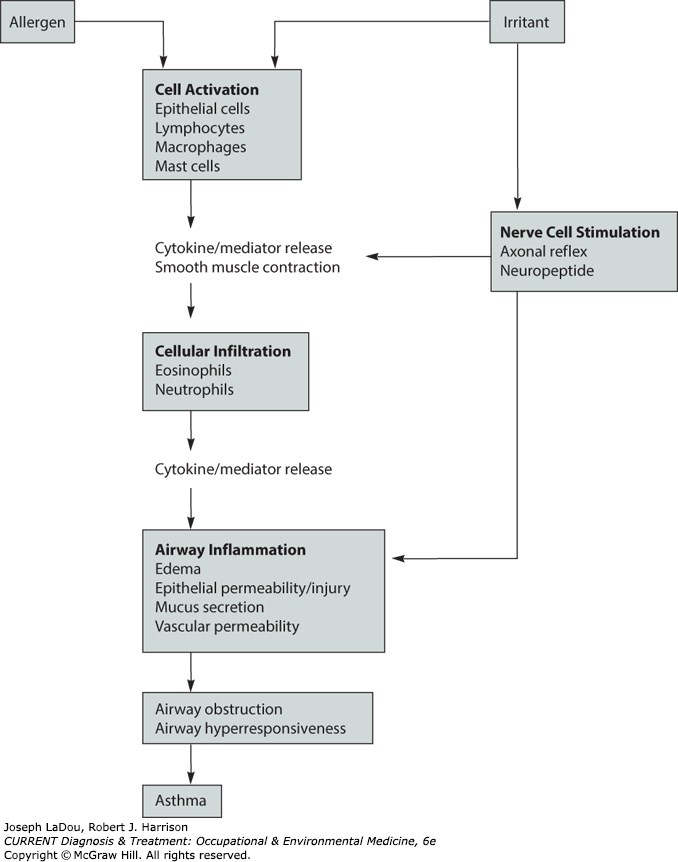 Allergen
Irritant
Cell Activation
Epithelial cells
Lymphocytes
Macrophages
Mast cells
Nerve Cell Stimulation
Axonal reflex
Neuropeptide
Cytokine/mediator release
Smooth muscle contraction
Cellular Infiltration
Eosinophils
Neutrophils
Cytokine/mediator release
Airway Inflammation
Edema
Epithelial permeability/injury
Mucus secretion
Vascular permeability
Airway obstruction
Airway hyperresponsiveness
Asthma
Joseph LaDou, Robert J. Harrison
CURRENT Diagnosis & Treatment: Occupational & Environmental Medicine, 6e
Copyright © McGraw Hill. All rights reserved.